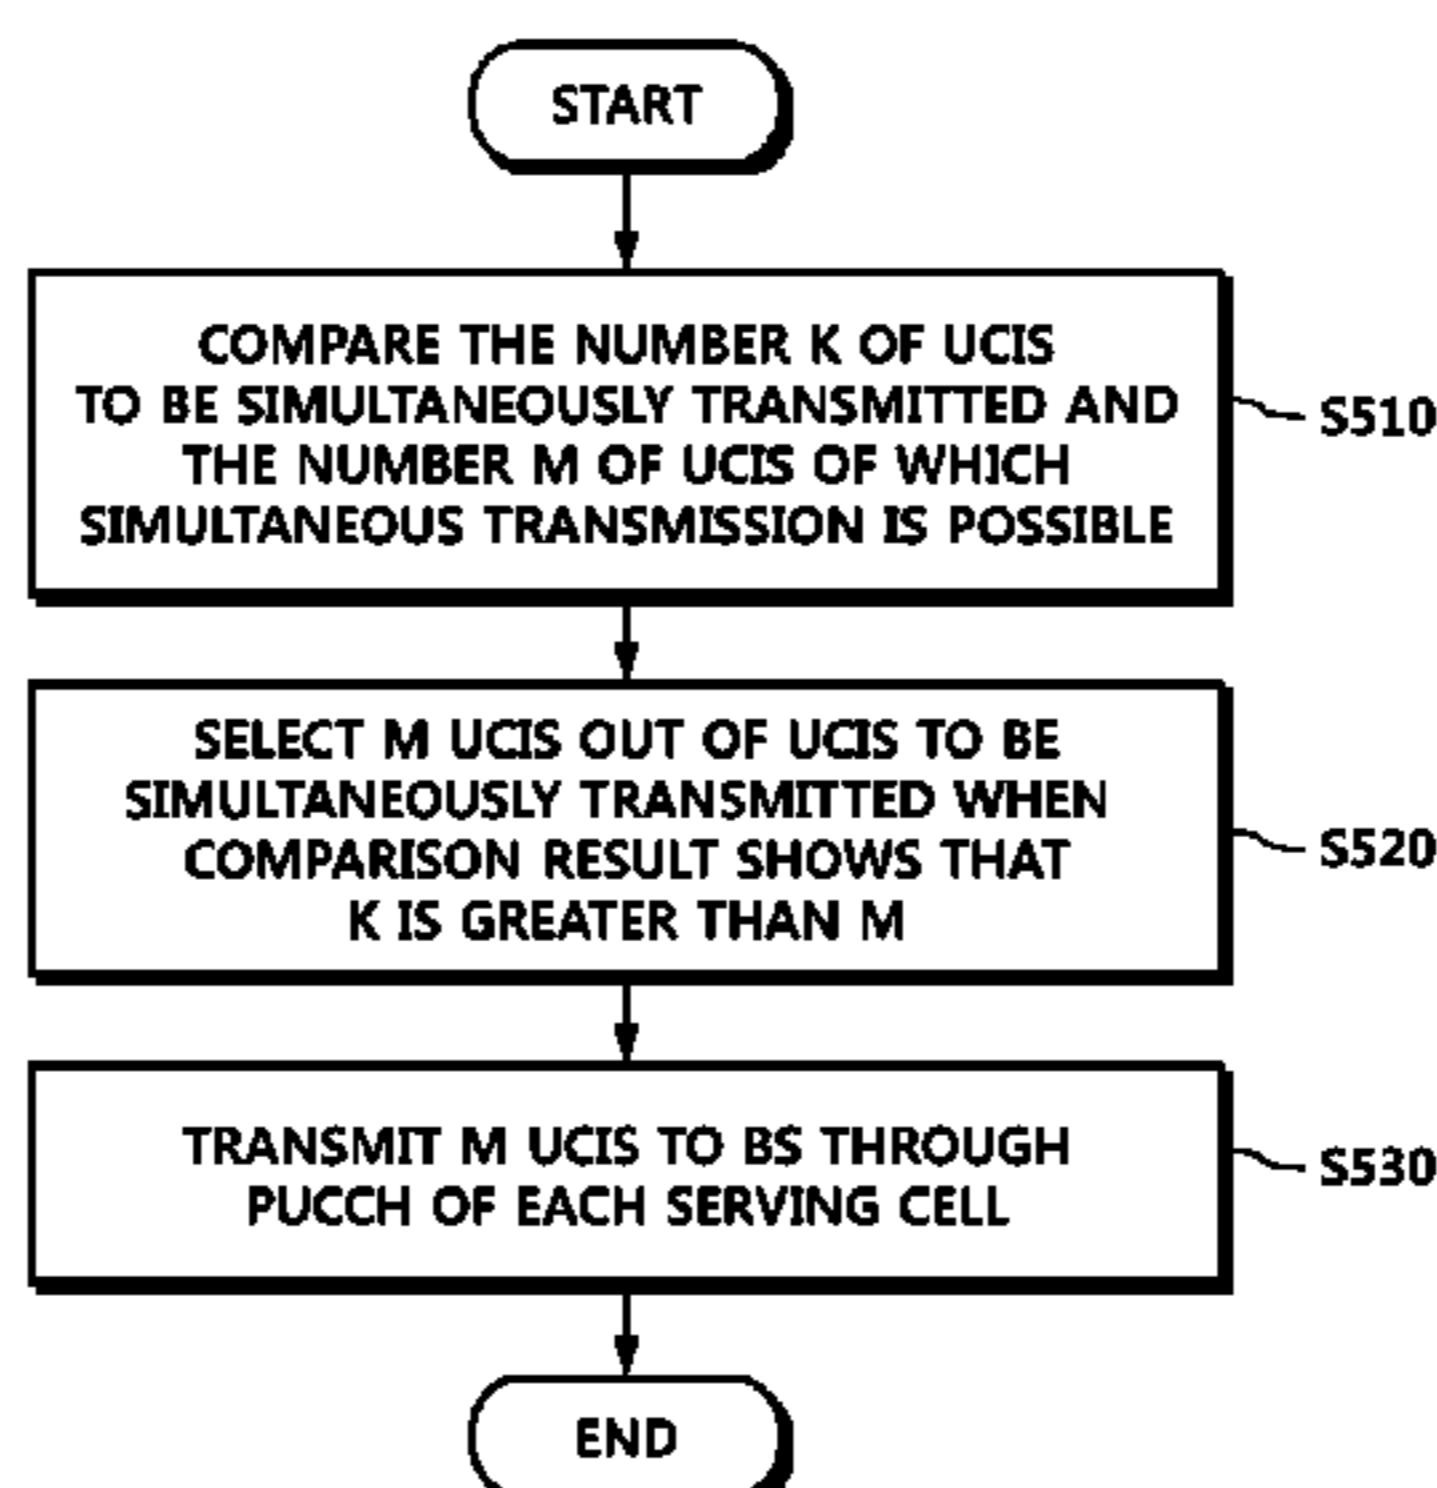 START
COMPARE THE NUMBER K OF UCIS
TO BE SIMULTANEOUSLY TRANSMITTED AND
THE NUMBER M OF UCIS OF WHICH
SIMULTANEOUS TRANSMISSION IS POSSIBLE
S510
SELECT M UCIS OUT OF UCIS TO BE
SIMULTANEOUSLY TRANSMITTED WHEN
COMPARISON RESULT SHOWS THAT
K IS GREATER THAN M
S520
TRANSMIT M UCIS TO BS THROUGH
PUCCH OF EACH SERVING CELL
S530
END